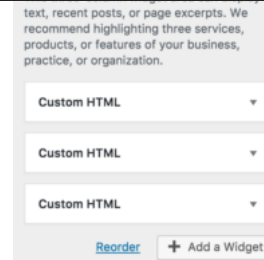 text, recent posts, or page excerpts. We
recommend highlighting three services,
products, or features of your business,
practice, or organization.
Custom HTML
Custom HTML
Custom HTML
Reorder + Add a Widget